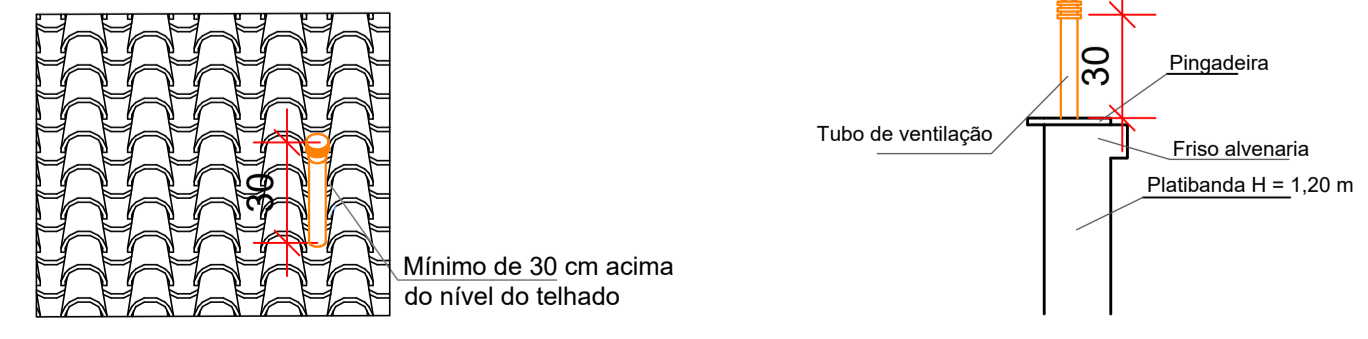 30
Mínimo de 30 cm acima
do nível do telhado
30
Pingadeira
Tubo de ventilação
Friso alvenaria
Platibanda H = 1,20 m